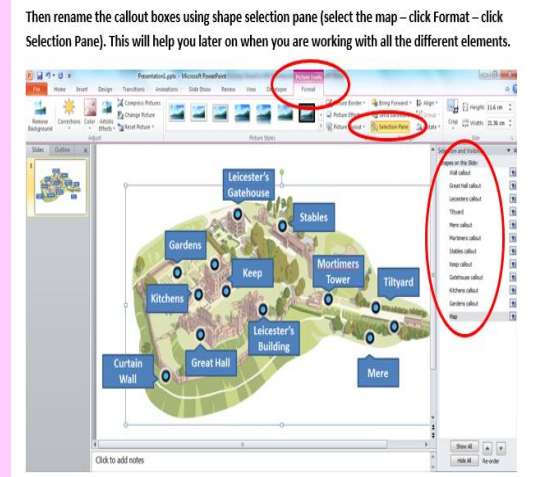 Then rename the callout boxes using shape selection pane (select the map – click Format – click
Selection Pane). This will help you later on when you are working with all the different elements.
Presentation1.pptx - Microsoft PowerPoint
Picture Tools
File Home Insert Design Transitions Animations Slide Show Review View Developer Format
Remove Background
Corrections
Color
Artistic Effects
Compress Pictures
Change Picture
Reset Picture
Adjust
Picture Styles
Picture Border
Picture Effects
Picture Layout
Bring Forward
Send Backward
Selection Pane
Align
Group
Rotate
Crop
Height: 11.6 cm
Width: 21.36 cm
Size
Slides Outline
1
Leicester's
Gatehouse
Stables
Gardens
Keep
Mortimers
Tower
Tiltyard
Kitchens
Leicester's
Building
Great Hall
Curtain
Wall
Mere
Selection and Visibility
Shapes on this Slide:
Wall callout
Great Hall callout
Leicesters callout
Tiltyard
Mere callout
Mortimers callout
Stables callout
Keep callout
Gatehouse callout
Kitchens callout
Gardens callout
Map
Show All
Hide All
Re-order
Click to add notes